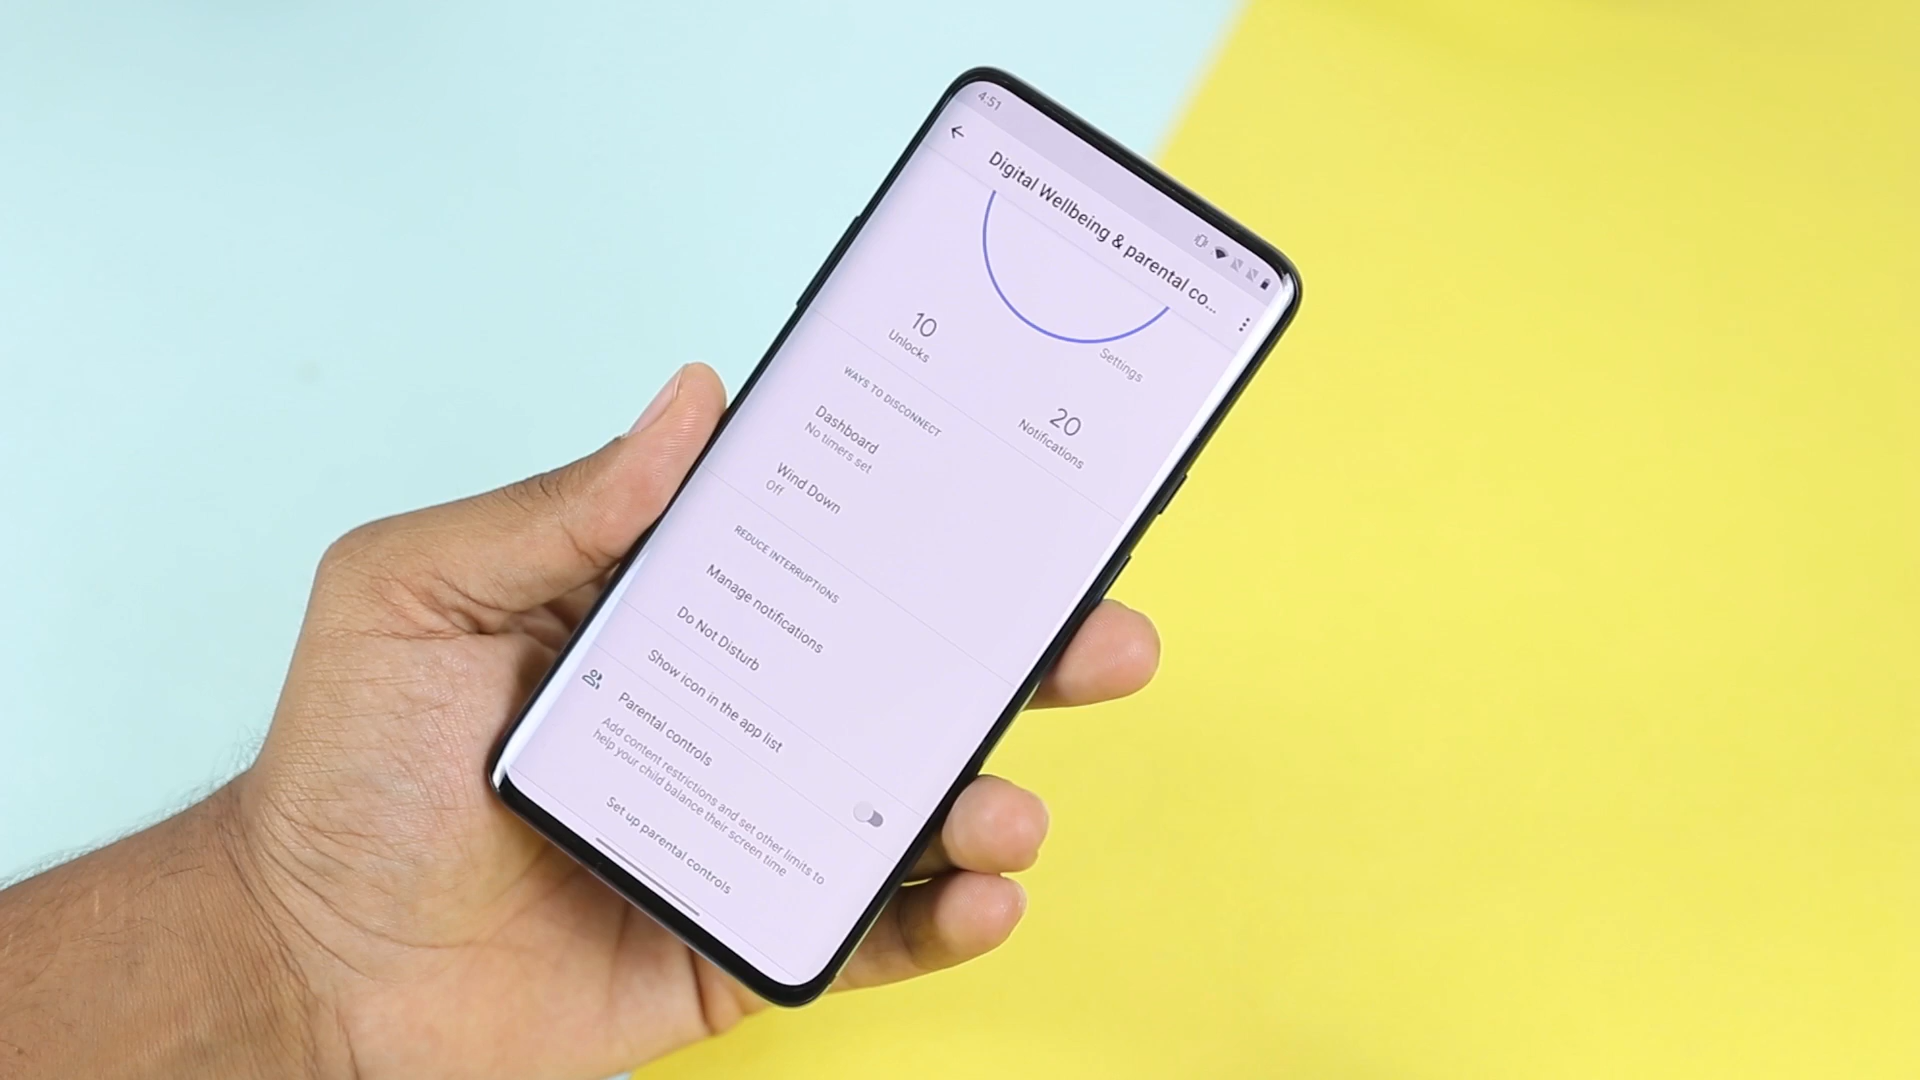 4:51
Digital Wellbeing & parental co...
Settings
10
Unlocks
20
Notifications
WAYS TO DISCONNECT
Dashboard
No timers set
Wind Down
Off
REDUCE INTERRUPTIONS
Manage notifications
Do Not Disturb
Show icon in the app list
Parental controls
Add content restrictions and set other limits to
help your child balance their screen time
Set up parental controls